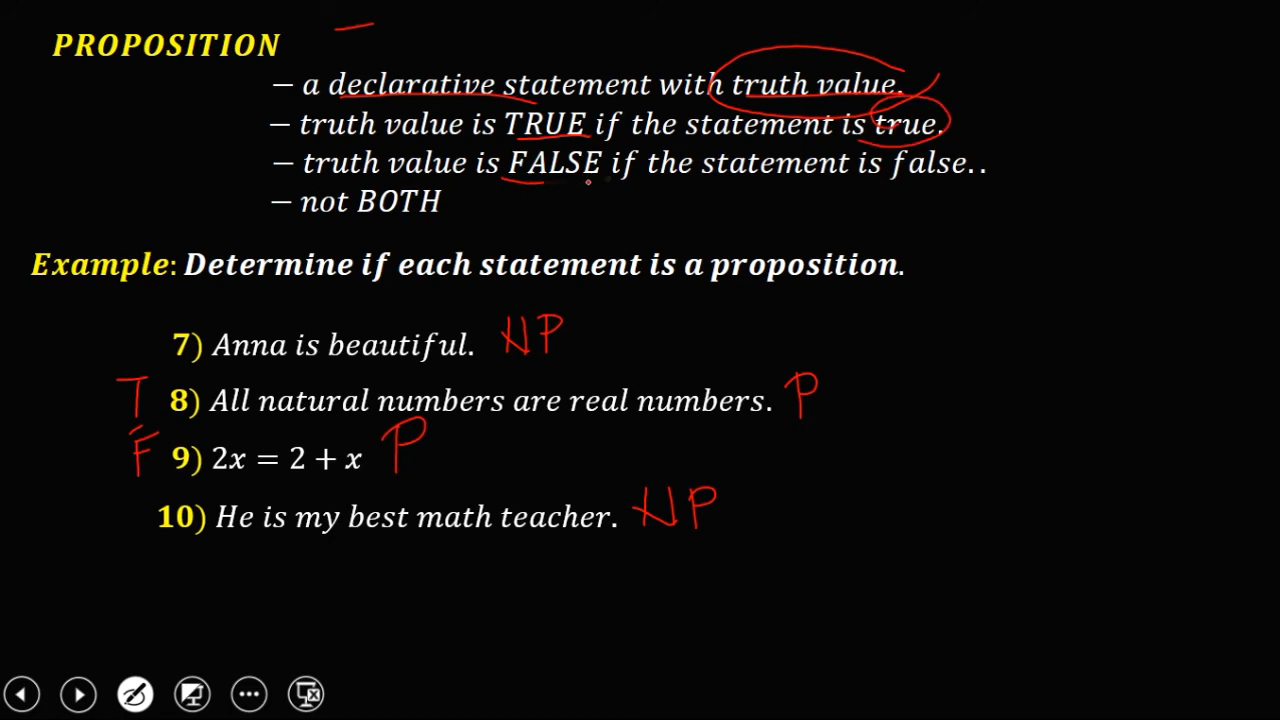 PROPOSITION
– a declarative statement with truth value.
– truth value is TRUE if the statement is true.
– truth value is FALSE if the statement is false..
– not BOTH
Example: Determine if each statement is a proposition.
7) Anna is beautiful. NP
T 8) All natural numbers are real numbers. P
F 9) 2x = 2 + x P
10) He is my best math teacher. NP